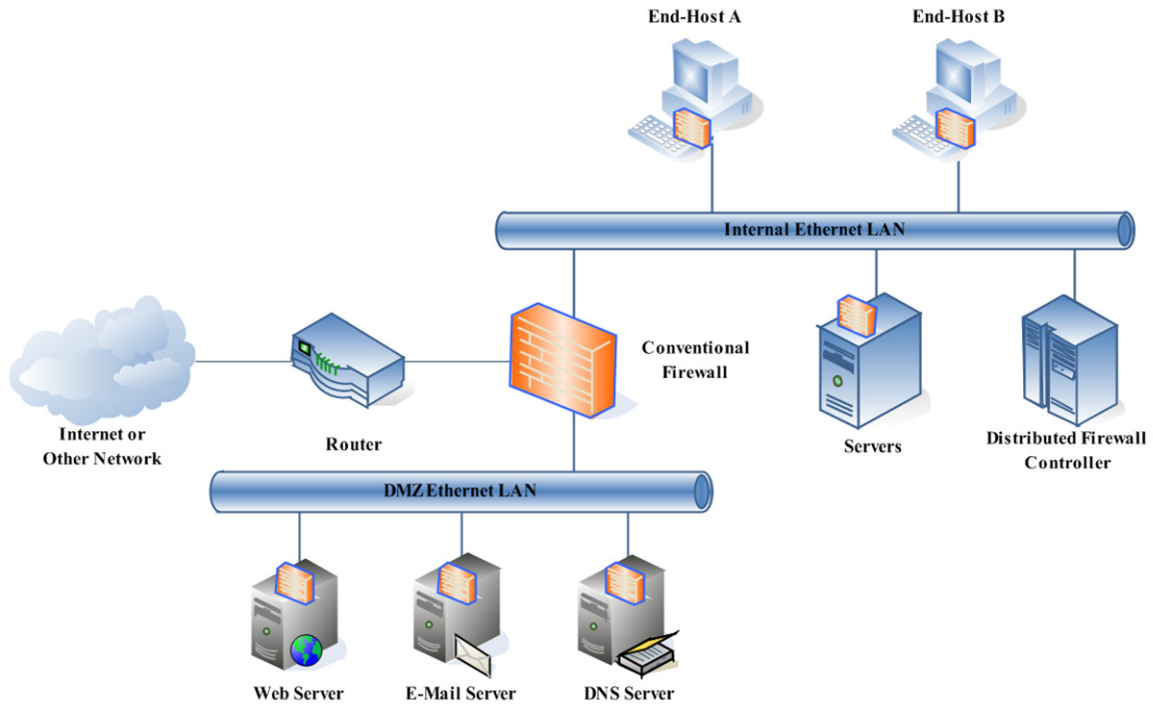 End-Host A
End-Host B
Internal Ethernet LAN
Conventional
Firewall
Internet or
Other Network
Router
Servers
Distributed Firewall
Controller
DMZ Ethernet LAN
Web Server
E-Mail Server
DNS Server